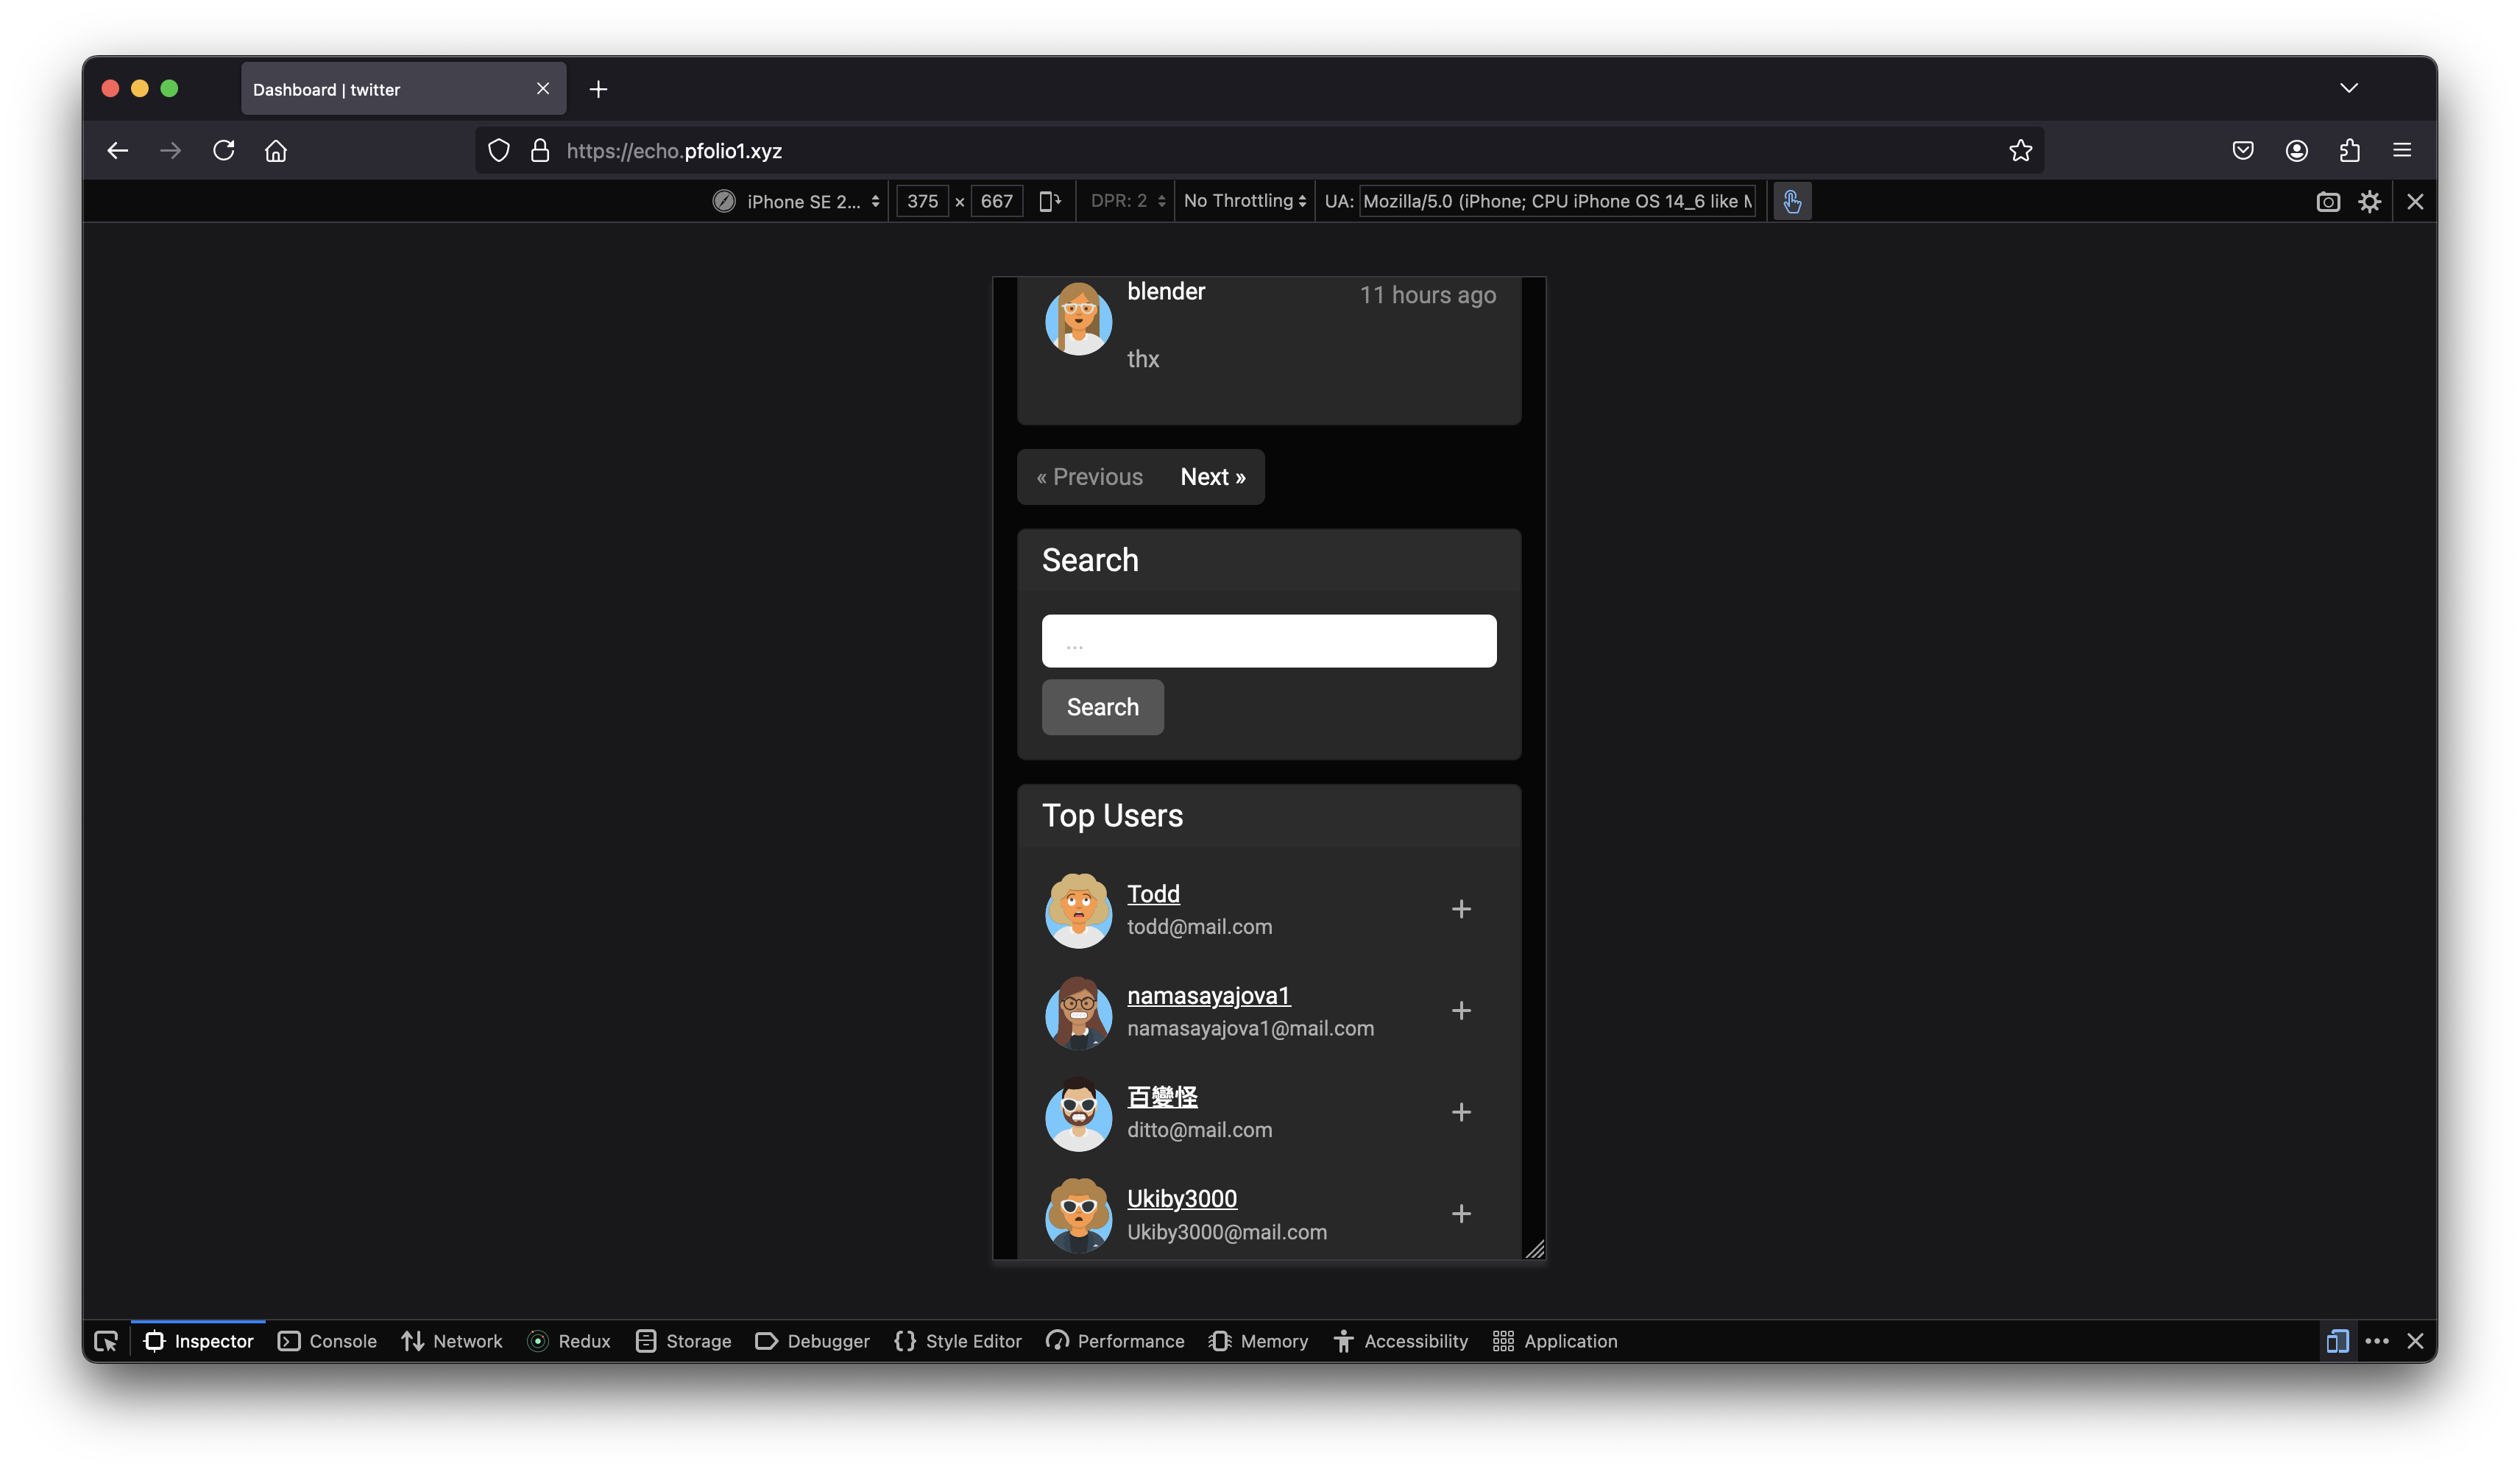 Dashboard | twitter
https://echo.pfolio1.xyz
iPhone SE 2... 375 × 667 DPR: 2 No Throttling UA: Mozilla/5.0 (iPhone; CPU iPhone OS 14_6 like M
blender 11 hours ago
thx
« Previous Next »
Search
...
Search
Top Users
Todd
todd@mail.com
namasayajova1
namasayajova1@mail.com
百變怪
ditto@mail.com
Ukiby3000
Ukiby3000@mail.com
Inspector Console Network Redux Storage Debugger Style Editor Performance Memory Accessibility Application